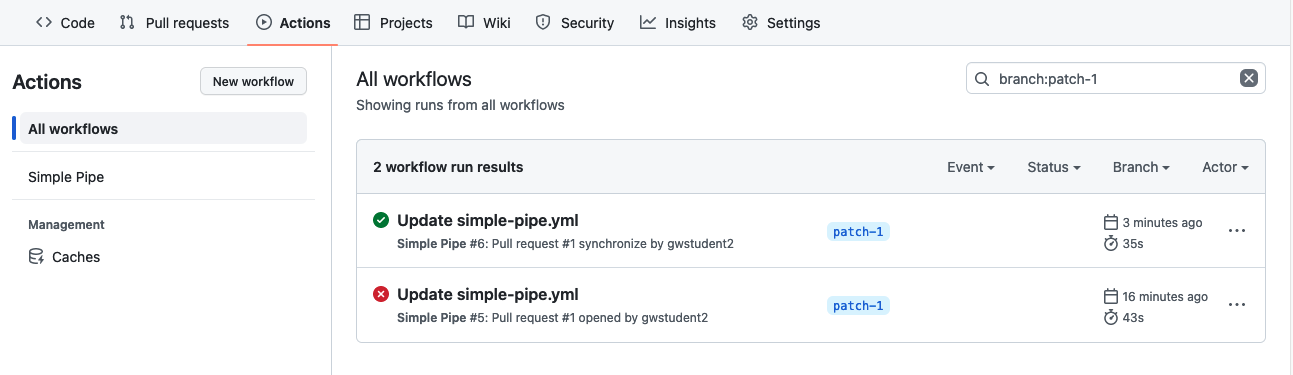 Code Pull requests Actions Projects Wiki Security Insights Settings
Actions
New workflow
All workflows
Simple Pipe
Management
Caches
All workflows
Showing runs from all workflows
branch:patch-1
2 workflow run results
Event Status Branch Actor
Update simple-pipe.yml
Simple Pipe #6: Pull request #1 synchronize by gwstudent2
patch-1
3 minutes ago
35s
Update simple-pipe.yml
Simple Pipe #5: Pull request #1 opened by gwstudent2
patch-1
16 minutes ago
43s